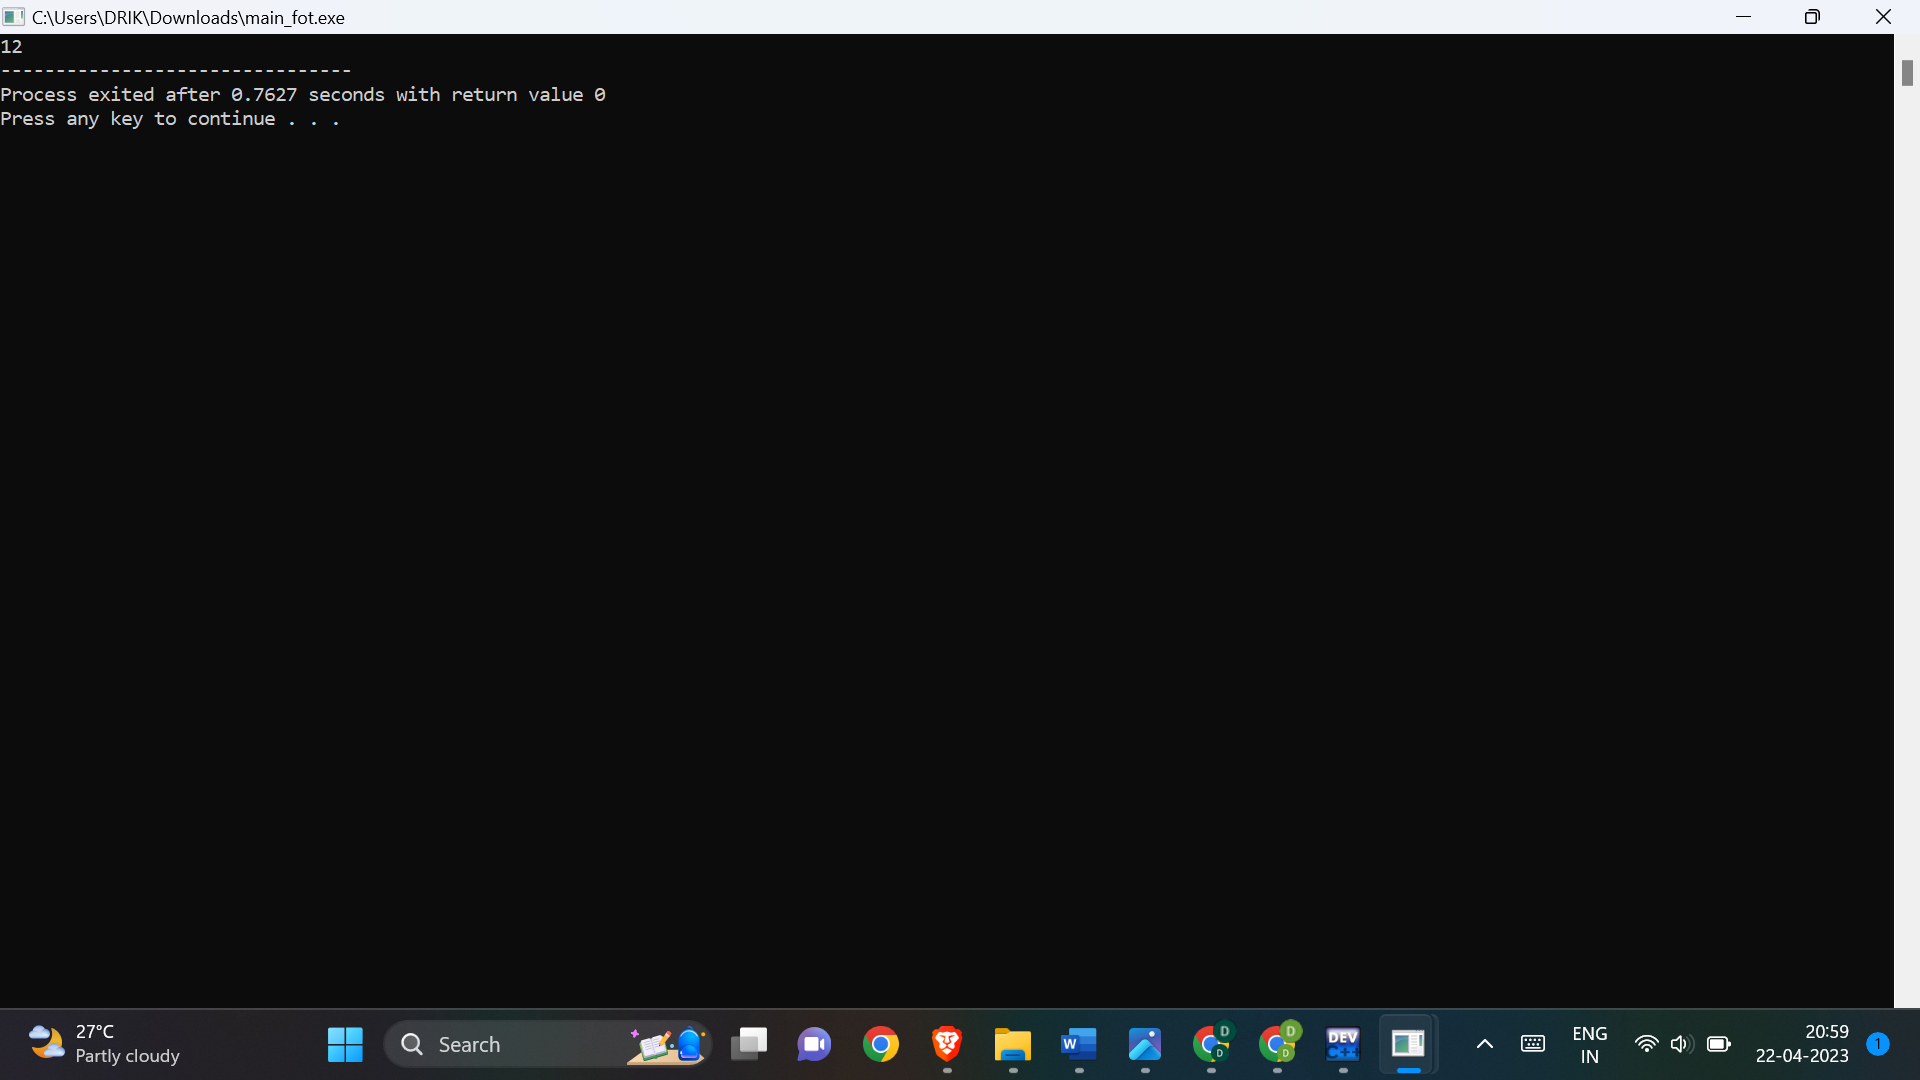 C:\Users\DRIK\Downloads\main_fot.exe
12
--------------------------------
Process exited after 0.7627 seconds with return value 0
Press any key to continue . . .
27°C
Partly cloudy
Search
W
D
D
D
D
DEV
C++
ENG
IN
20:59
22-04-2023
1